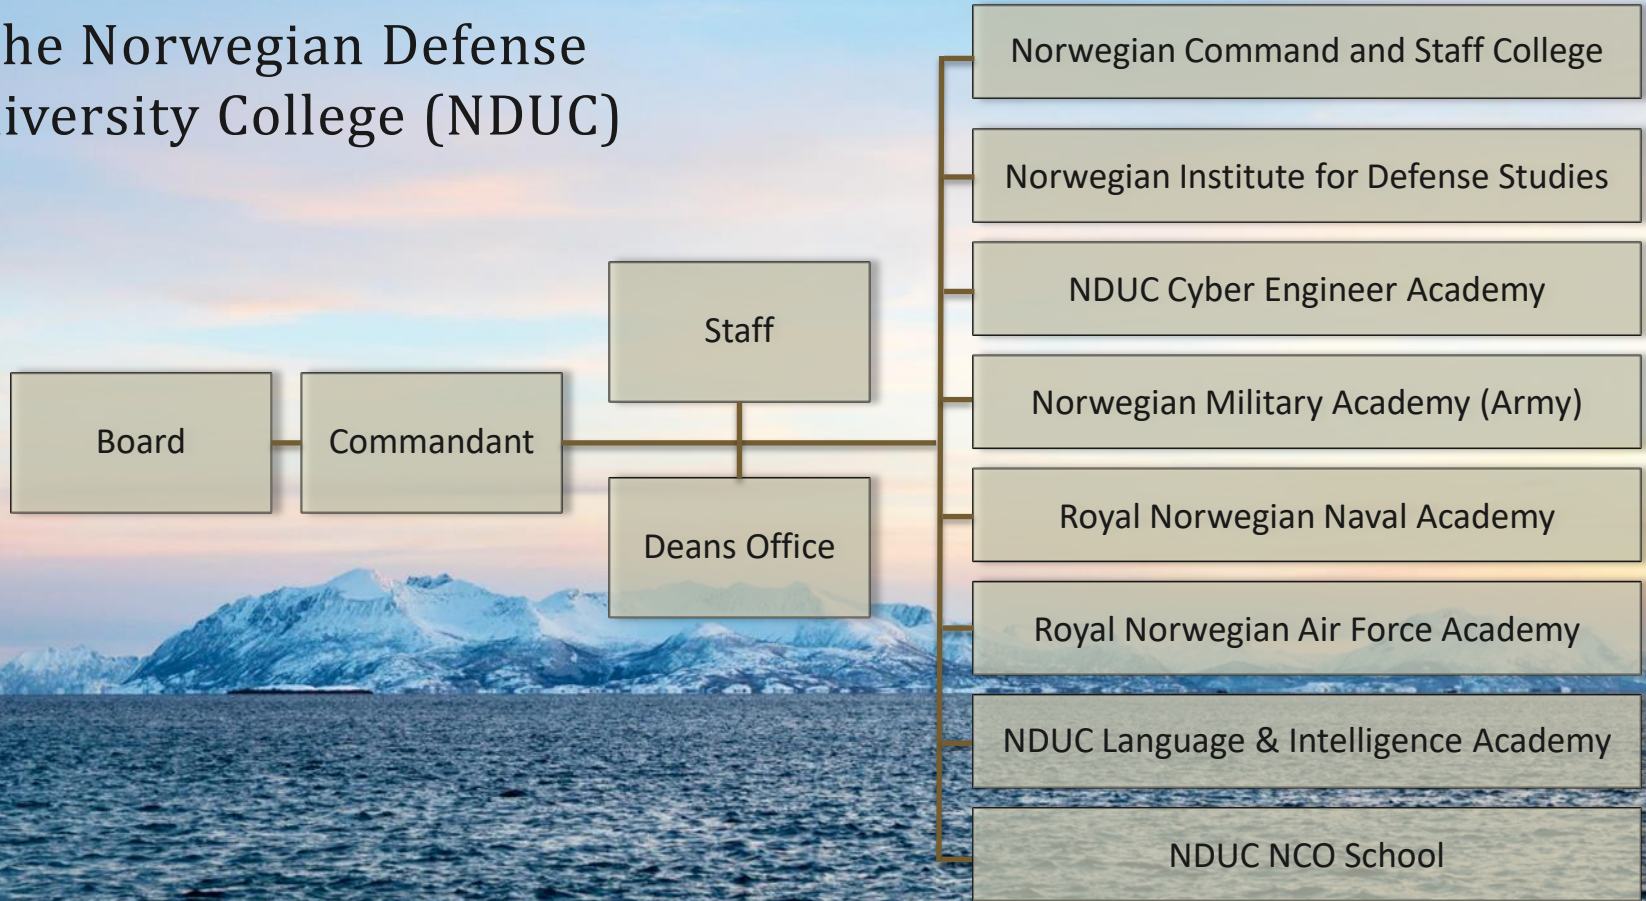 he Norwegian Defense
iversity College (NDUC)
Norwegian Command and Staff College
Norwegian Institute for Defense Studies
NDUC Cyber Engineer Academy
Staff
Norwegian Military Academy (Army)
Board
Commandant
Royal Norwegian Naval Academy
Deans Office
Royal Norwegian Air Force Academy
NDUC Language & Intelligence Academy
NDUC NCO School